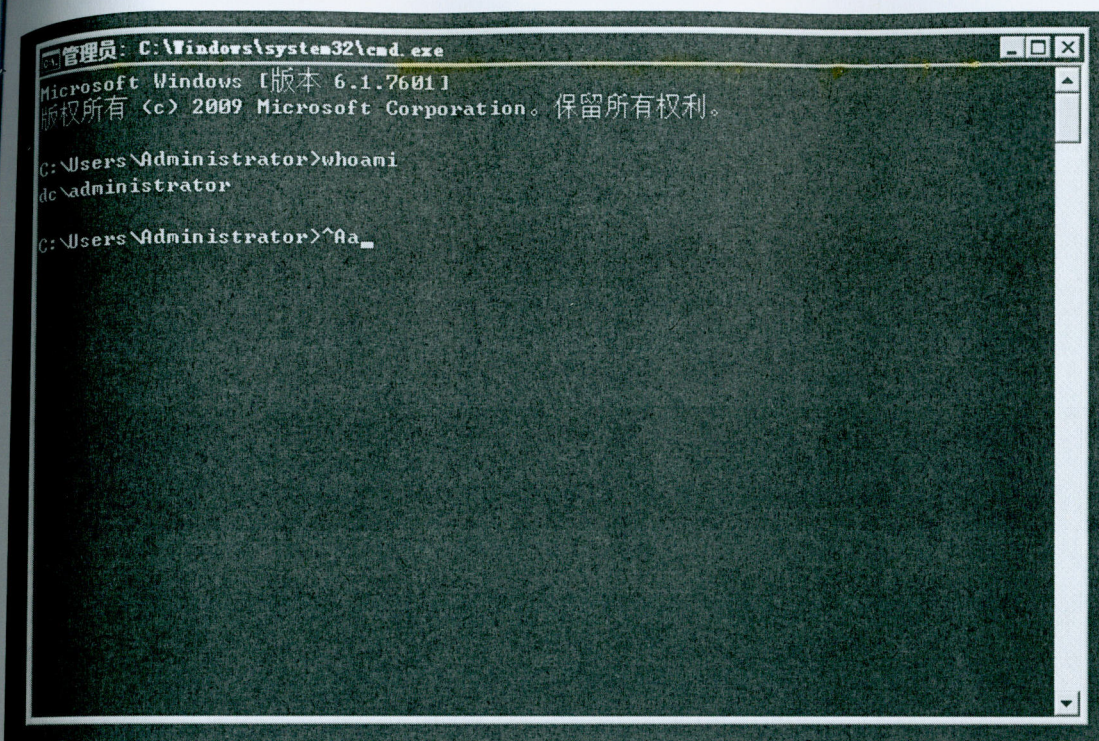 管理员: C:\Windows\system32\cmd.exe
Microsoft Windows [版本 6.1.7601]
版权所有 (c) 2009 Microsoft Corporation。保留所有权利。
C:\Users\Administrator>whoami
dc\administrator
C:\Users\Administrator>^Aa_